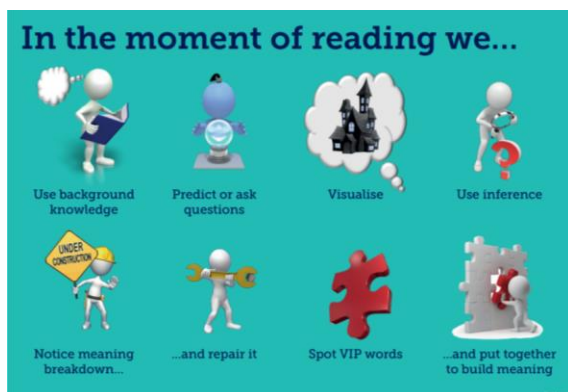 In the moment of reading we...
Use background
knowledge
Predict or ask
questions
Visualise
Use inference
UNDER
CONSTRUCTION
Notice meaning
breakdown...
...and repair it
Spot VIP words
...and put together
to build meaning